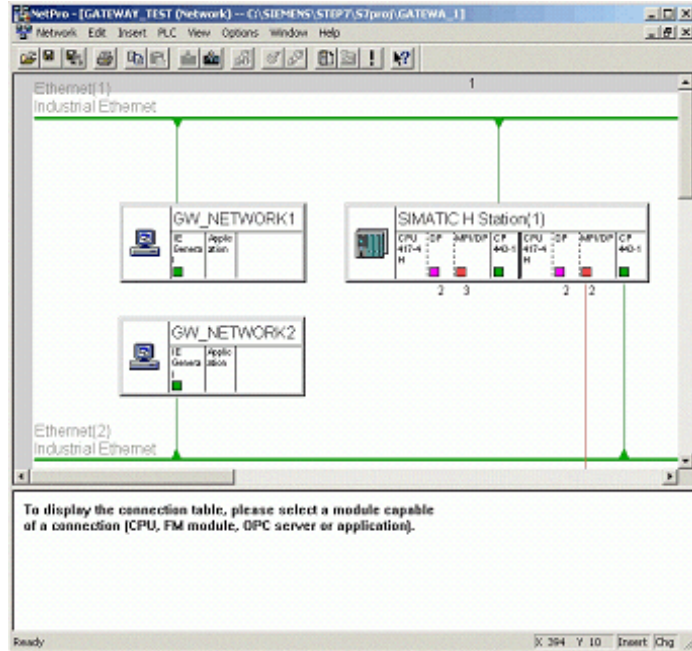 NetPro - [GATEWAY_TEST (Network) -- C:\SIEMENS\STEP7\S7proj\GATEWA_1]
Network Edit Insert PLC View Options Window Help
1
Ethernet(1)
Industrial Ethernet
GW_NETWORK1
IE General
Application
SIMATIC H Station(1)
CPU 417-4 H
DP
MPI/DP
CP 443-1
CPU 417-4 H
DP
MPI/DP
CP 443-1
2 3 2 2
GW_NETWORK2
IE General
Application
Ethernet(2)
Industrial Ethernet
To display the connection table, please select a module capable
of a connection (CPU, FM module, OPC server or application).
Ready
X 394 Y 10 Insert Chg